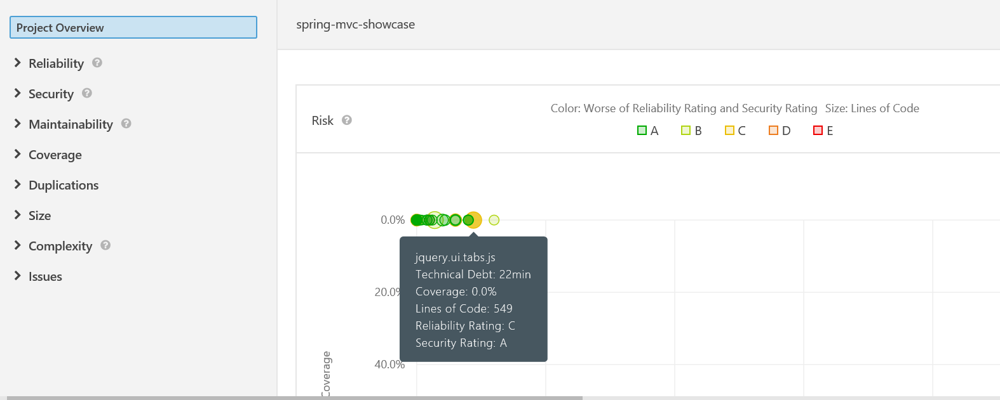 Project Overview
Reliability ?
Security ?
Maintainability ?
Coverage
Duplications
Size
Complexity ?
Issues
spring-mvc-showcase
Risk ?
Color: Worse of Reliability Rating and Security Rating Size: Lines of Code
A B C D E
0.0%
20.0%
40.0%
Coverage
jquery.ui.tabs.js
Technical Debt: 22min
Coverage: 0.0%
Lines of Code: 549
Reliability Rating: C
Security Rating: A